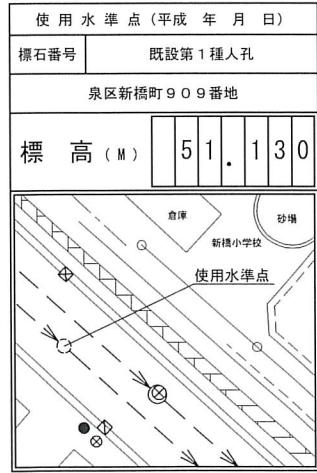 使用水準点(平成 年 月 日)
標石番号 既設第1種人孔
泉区新橋町909番地
標高(M) 51.130
倉庫 砂場
新橋小学校
使用水準点